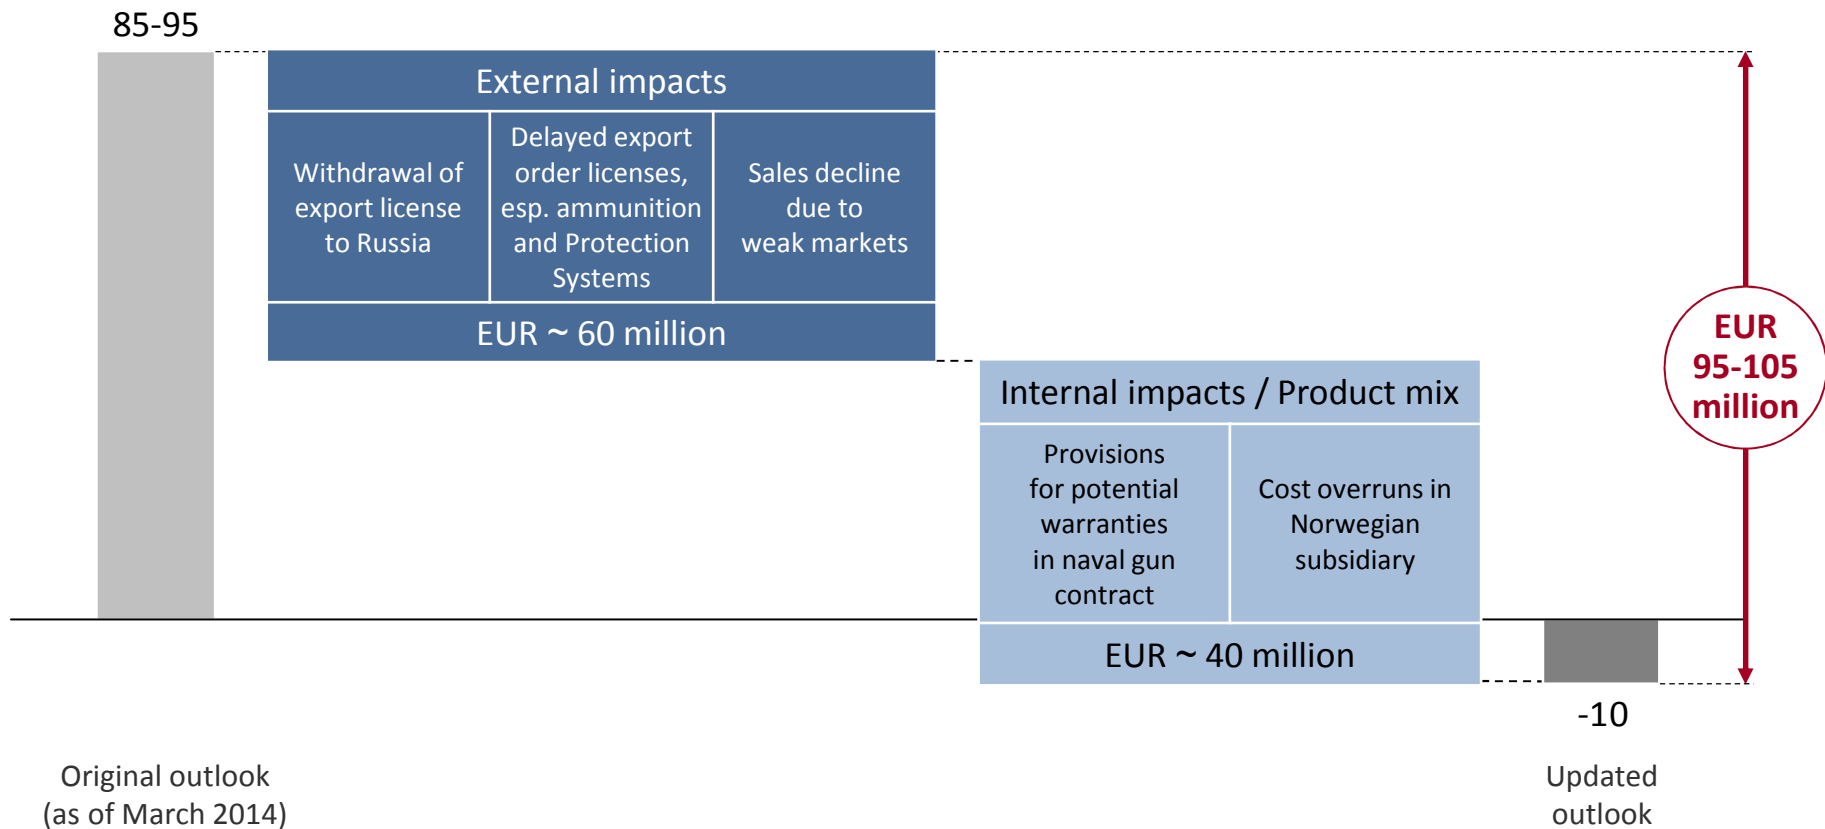 85-95
External impacts
Withdrawal of
export license
to Russia
Delayed export
order licenses,
esp. ammunition
and Protection
Systems
Sales decline
due to
weak markets
EUR ~ 60 million
Internal impacts / Product mix
Provisions
for potential
warranties
in naval gun
contract
Cost overruns in
Norwegian
subsidiary
EUR ~ 40 million
EUR
95-105
million
-10
Original outlook
(as of March 2014)
Updated
outlook